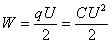 W = qU/2 = CU²/2